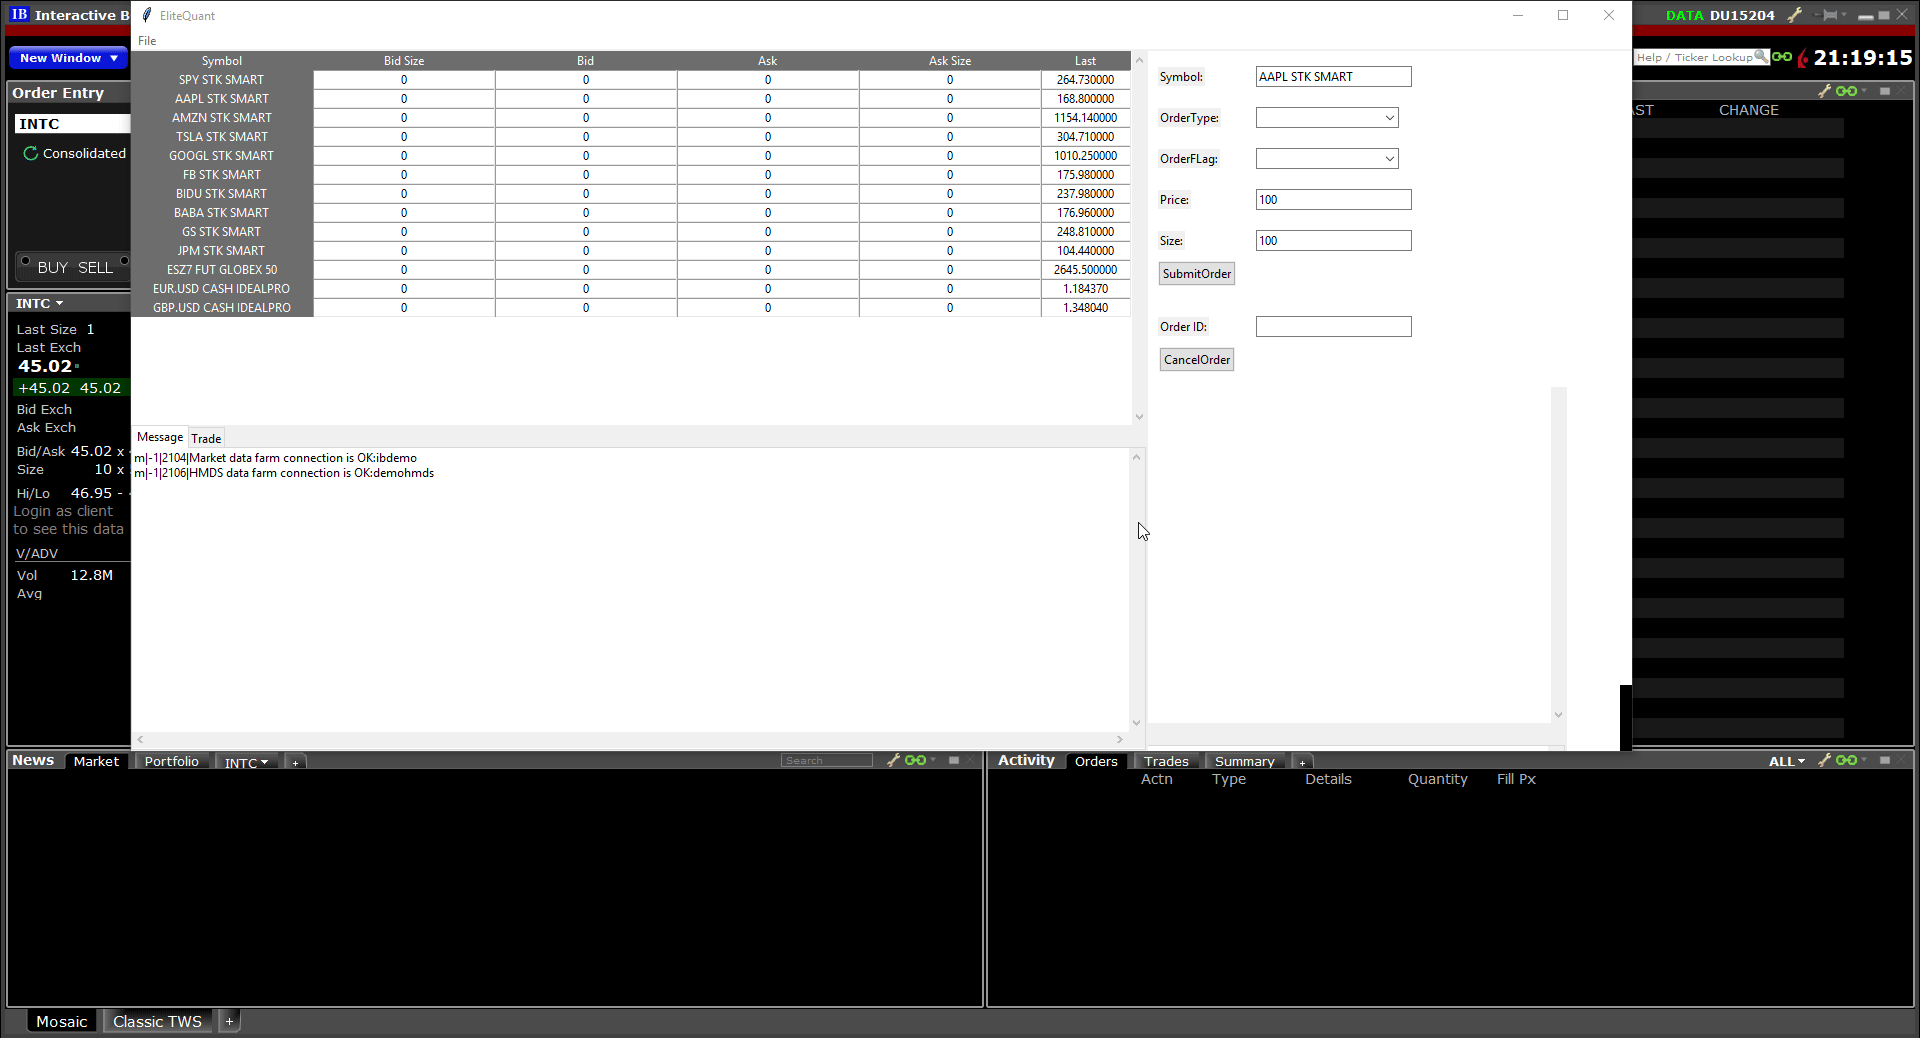 IB Interactive B
EliteQuant
DATA DU15204
File
New Window
Help / Ticker Lookup
21:19:15
Symbol Bid Size Bid Ask Ask Size Last
SPY STK SMART 0 0 0 0 264.730000
AAPL STK SMART 0 0 0 0 168.800000
AMZN STK SMART 0 0 0 0 1154.140000
TSLA STK SMART 0 0 0 0 304.710000
GOOGL STK SMART 0 0 0 0 1010.250000
FB STK SMART 0 0 0 0 175.980000
BIDU STK SMART 0 0 0 0 237.980000
BABA STK SMART 0 0 0 0 176.960000
GS STK SMART 0 0 0 0 248.810000
JPM STK SMART 0 0 0 0 104.440000
ESZ7 FUT GLOBEX 50 0 0 0 0 2645.500000
EUR.USD CASH IDEALPRO 0 0 0 0 1.184370
GBP.USD CASH IDEALPRO 0 0 0 0 1.348040
Symbol: AAPL STK SMART
OrderType:
OrderFLag:
Price: 100
Size: 100
SubmitOrder
Order ID:
CancelOrder
AST CHANGE
Order Entry
INTC
Consolidated
BUY SELL
INTC
Last Size 1
Last Exch
45.02
+45.02 45.02
Bid Exch
Ask Exch
Bid/Ask 45.02 x
Size 10 x
Hi/Lo 46.95 -
Login as client
to see this data
V/ADV
Vol 12.8M
Avg
Message Trade
m|-1|2104|Market data farm connection is OK:ibdemo
m|-1|2106|HMDS data farm connection is OK:demohmds
News Market Portfolio INTC + Search
Activity Orders Trades Summary + ALL
Actn Type Details Quantity Fill Px
Mosaic Classic TWS +